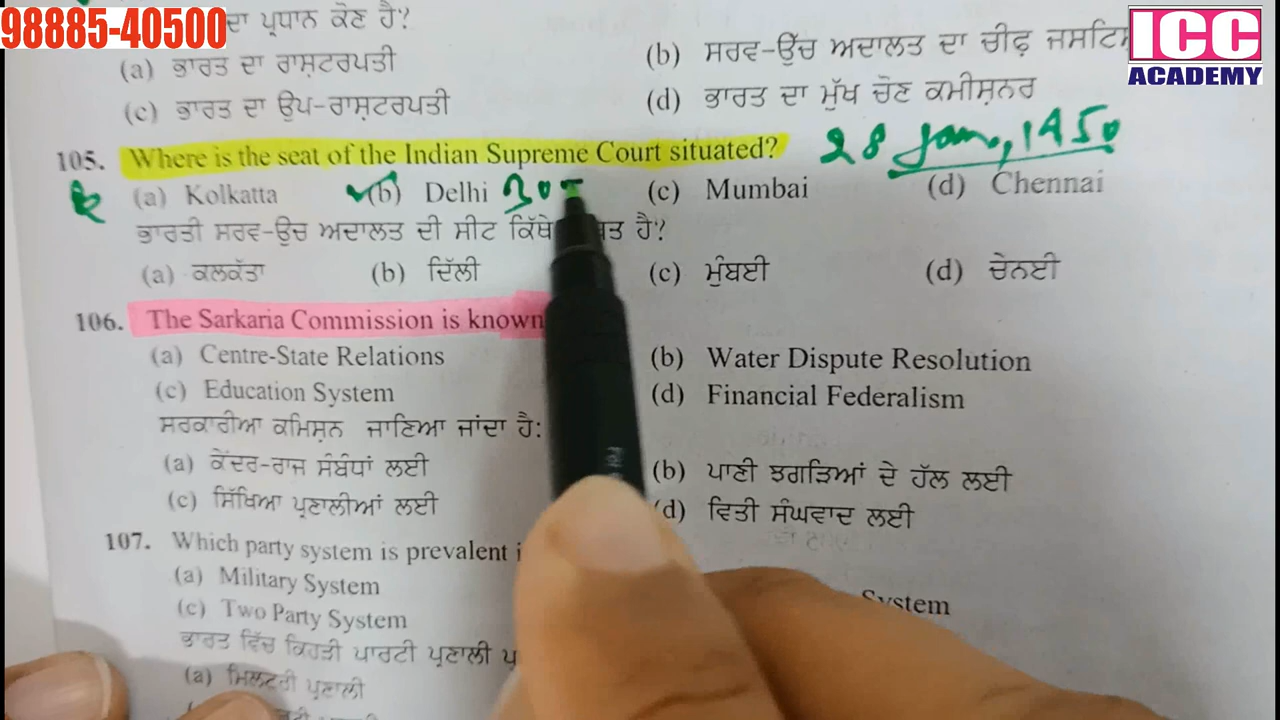 98885-40500
ICC
ACADEMY
ਦਾ ਪ੍ਰਧਾਨ ਕੌਣ ਹੈ?
(a) ਭਾਰਤ ਦਾ ਰਾਸ਼ਟਰਪਤੀ (b) ਸਰਵ-ਉੱਚ ਅਦਾਲਤ ਦਾ ਚੀਫ਼
(c) ਭਾਰਤ ਦਾ ਉਪ-ਰਾਸ਼ਟਰਪਤੀ (d) ਭਾਰਤ ਦਾ ਮੁੱਖ ਚੋਣ ਕਮੀਸ਼ਨਰ
28 Jan, 1950
105. Where is the seat of the Indian Supreme Court situated?
(a) Kolkatta (b) Delhi (c) Mumbai (d) Chennai
ਭਾਰਤੀ ਸਰਵ-ਉਚ ਅਦਾਲਤ ਦੀ ਸੀਟ ਕਿੱਥੇ ਹੈ?
(a) ਕਲਕੱਤਾ (b) ਦਿੱਲੀ (c) ਮੁੰਬਈ (d) ਚੇਨਈ
106. The Sarkaria Commission is known
(a) Centre-State Relations (b) Water Dispute Resolution
(c) Education System (d) Financial Federalism
ਸਰਕਾਰੀਆ ਕਮਿਸ਼ਨ ਜਾਣਿਆ ਜਾਂਦਾ ਹੈ:
(a) ਕੇਂਦਰ-ਰਾਜ ਸੰਬੰਧਾਂ ਲਈ (b) ਪਾਣੀ ਝਗੜਿਆਂ ਦੇ ਹੱਲ ਲਈ
(c) ਸਿੱਖਿਆ ਪ੍ਰਣਾਲੀਆਂ ਲਈ (d) ਵਿਤੀ ਸੰਘਵਾਦ ਲਈ
107. Which party system is prevalent
(a) Military System
(c) Two Party System System
ਭਾਰਤ ਵਿੱਚ ਕਿਹੜੀ ਪਾਰਟੀ ਪ੍ਰਣਾਲੀ
(a) ਮਿਲਟਰੀ ਪ੍ਰਣਾਲੀ